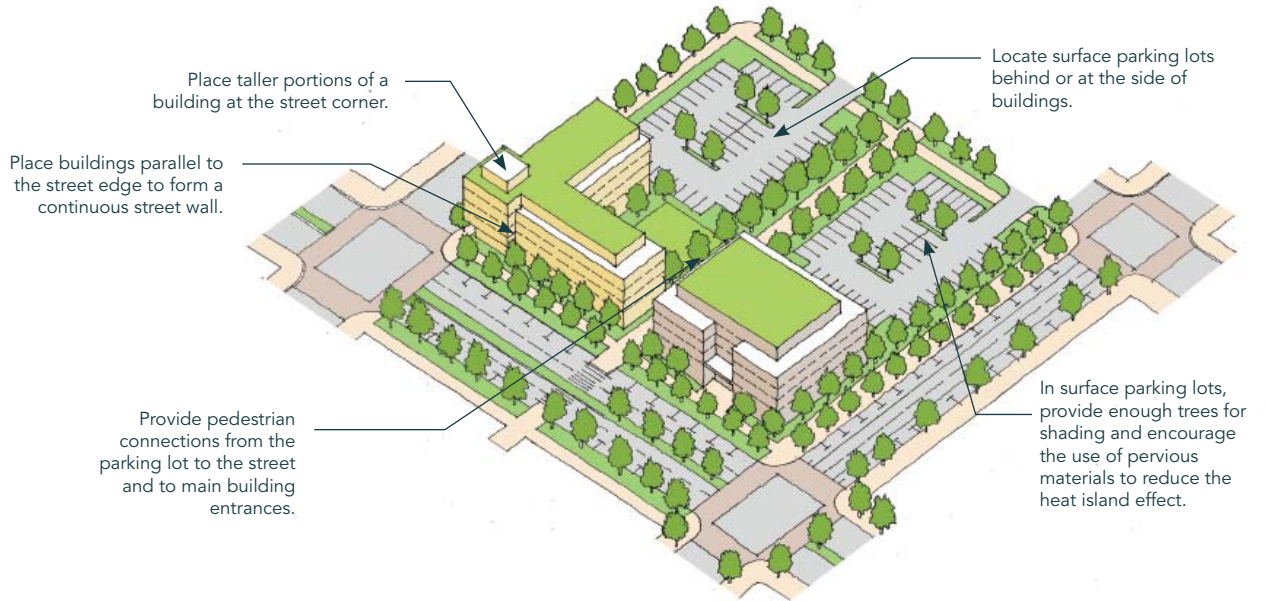 Place taller portions of a
building at the street corner.
Place buildings parallel to
the street edge to form a
continuous street wall.
Provide pedestrian
connections from the
parking lot to the street
and to main building
entrances.
Locate surface parking lots
behind or at the side of
buildings.
In surface parking lots,
provide enough trees for
shading and encourage
the use of pervious
materials to reduce the
heat island effect.